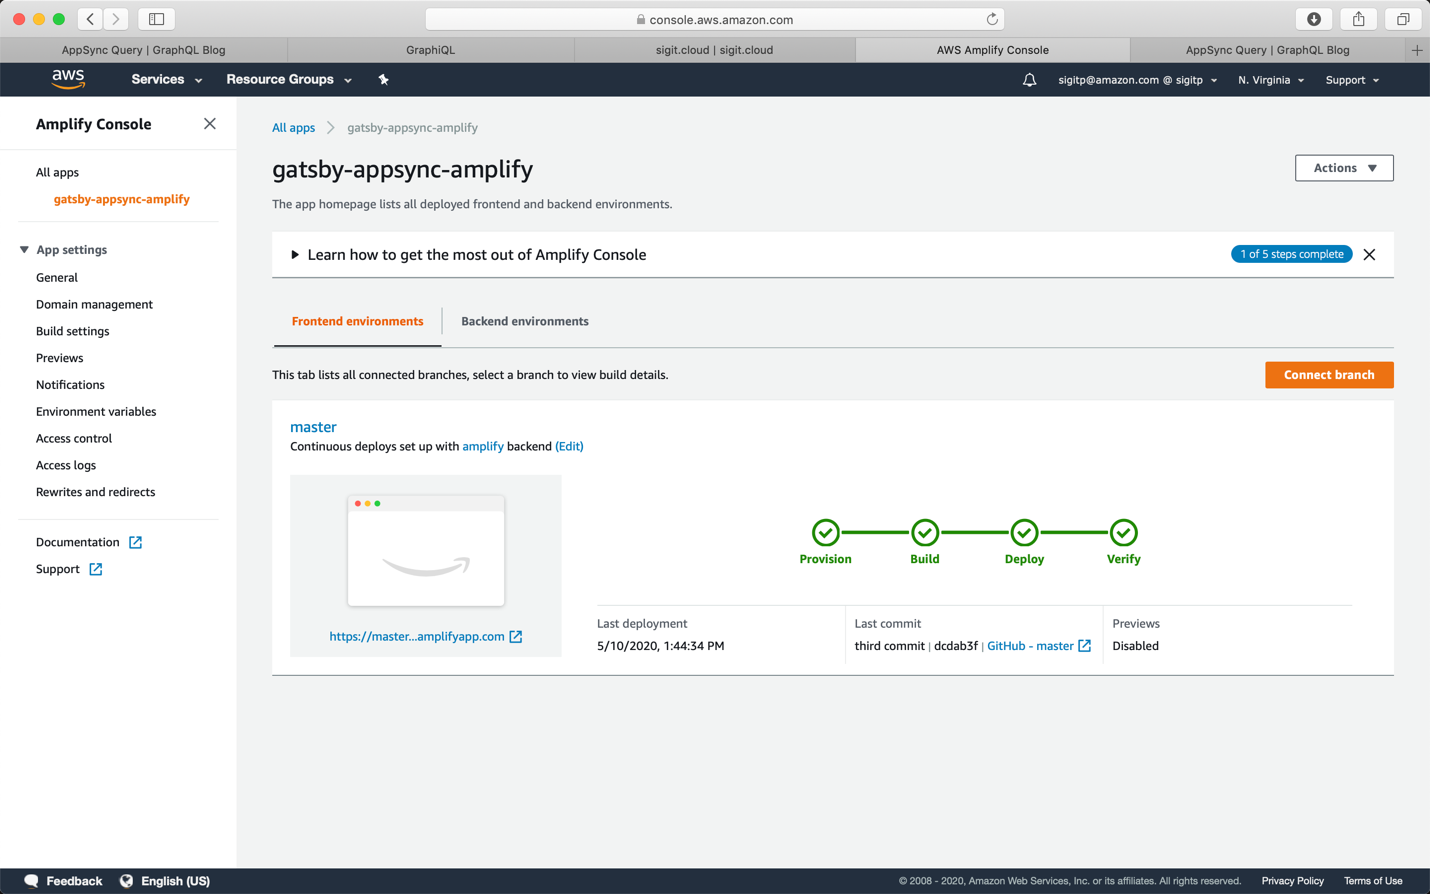 console.aws.amazon.com
AppSync Query | GraphQL Blog
GraphiQL
sigit.cloud | sigit.cloud
AWS Amplify Console
AppSync Query | GraphQL Blog
aws
Services
Resource Groups
sigitp@amazon.com @ sigitp
N. Virginia
Support
Amplify Console
All apps
gatsby-appsync-amplify
App settings
General
Domain management
Build settings
Previews
Notifications
Environment variables
Access control
Access logs
Rewrites and redirects
Documentation
Support
All apps
gatsby-appsync-amplify
gatsby-appsync-amplify
Actions
The app homepage lists all deployed frontend and backend environments.
Learn how to get the most out of Amplify Console
1 of 5 steps complete
Frontend environments
Backend environments
This tab lists all connected branches, select a branch to view build details.
Connect branch
master
Continuous deploys set up with amplify backend (Edit)
https://master...amplifyapp.com
Provision
Build
Deploy
Verify
Last deployment
5/10/2020, 1:44:34 PM
Last commit
third commit | dcdab3f | GitHub - master
Previews
Disabled
Feedback
English (US)
© 2008 - 2020, Amazon Web Services, Inc. or its affiliates. All rights reserved.
Privacy Policy
Terms of Use